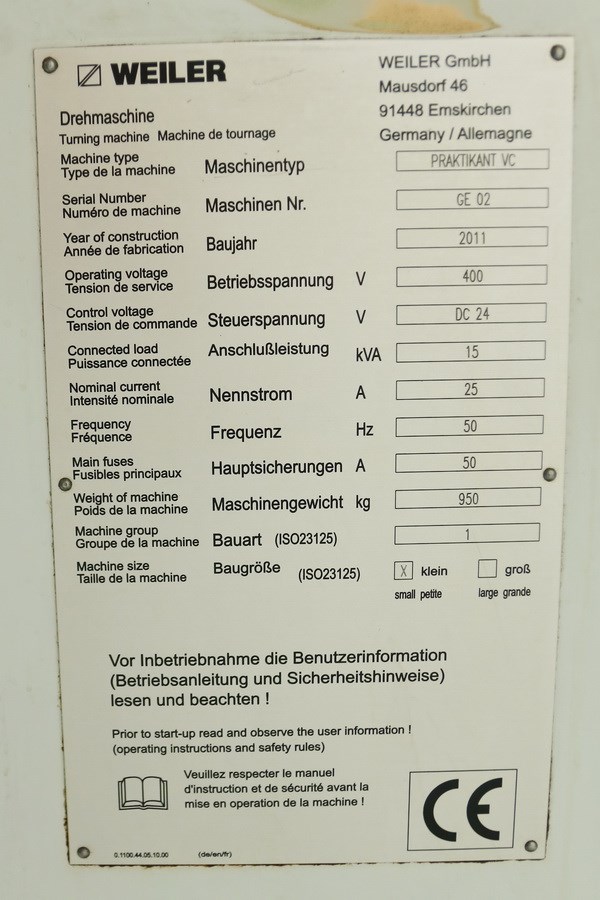 WEILER
WEILER GmbH
Mausdorf 46
91448 Emskirchen
Germany / Allemagne
Drehmaschine
Turning machine Machine de tournage
Machine type
Type de la machine
Maschinentyp
PRAKTIKANT VC
Serial Number
Numéro de machine
Maschinen Nr.
GE 02
Year of construction
Année de fabrication
Baujahr
2011
Operating voltage
Tension de service
Betriebsspannung V
400
Control voltage
Tension de commande
Steuerspannung V
DC 24
Connected load
Puissance connectée
Anschlußleistung kVA
15
Nominal current
Intensité nominale
Nennstrom A
25
Frequency
Fréquence
Frequenz Hz
50
Main fuses
Fusibles principaux
Hauptsicherungen A
50
Weight of machine
Poids de la machine
Maschinengewicht kg
950
Machine group
Groupe de la machine
Bauart (ISO23125)
1
Machine size
Taille de la machine
Baugröße (ISO23125)
X klein groß
small petite large grande
Vor Inbetriebnahme die Benutzerinformation
(Betriebsanleitung und Sicherheitshinweise)
lesen und beachten !
Prior to start-up read and observe the user information !
(operating instructions and safety rules)
Veuillez respecter le manuel
d'instruction et de sécurité avant la
mise en operation de la machine !
CE
0.1100.44.05.10.00 (de/en/fr)